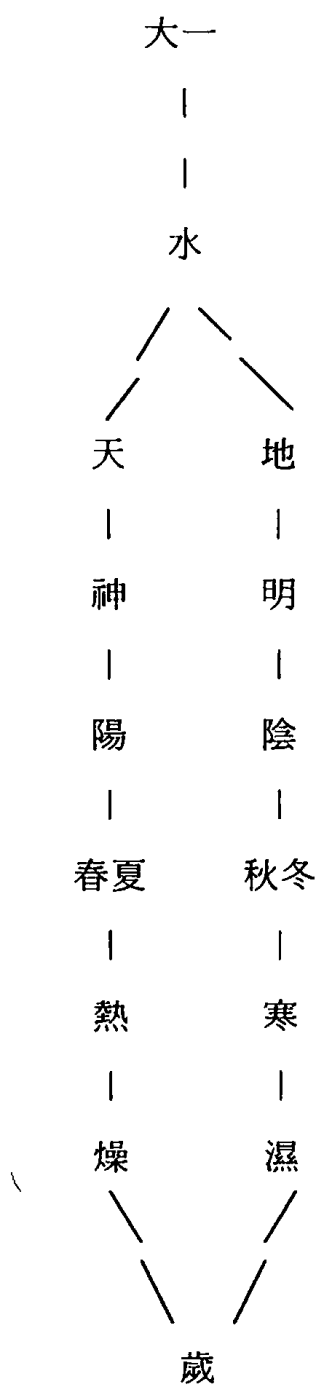 大一
水
天 地
神 明
陽 陰
春夏 秋冬
熱 寒
燥 濕
歲